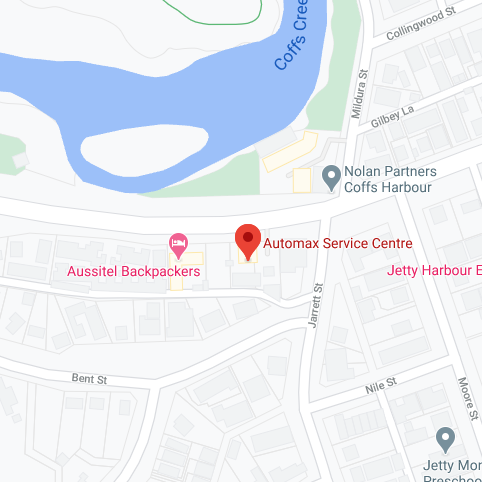 Collingwood St
Coffs Cree
Mildura St
Gilbey La
Nolan Partners
Coffs Harbour
Automax Service Centre
Aussitel Backpackers
Jetty Harbour E
Jarrett St
Bent St
Nile St
Moore St
Jetty Mor
Preschoo